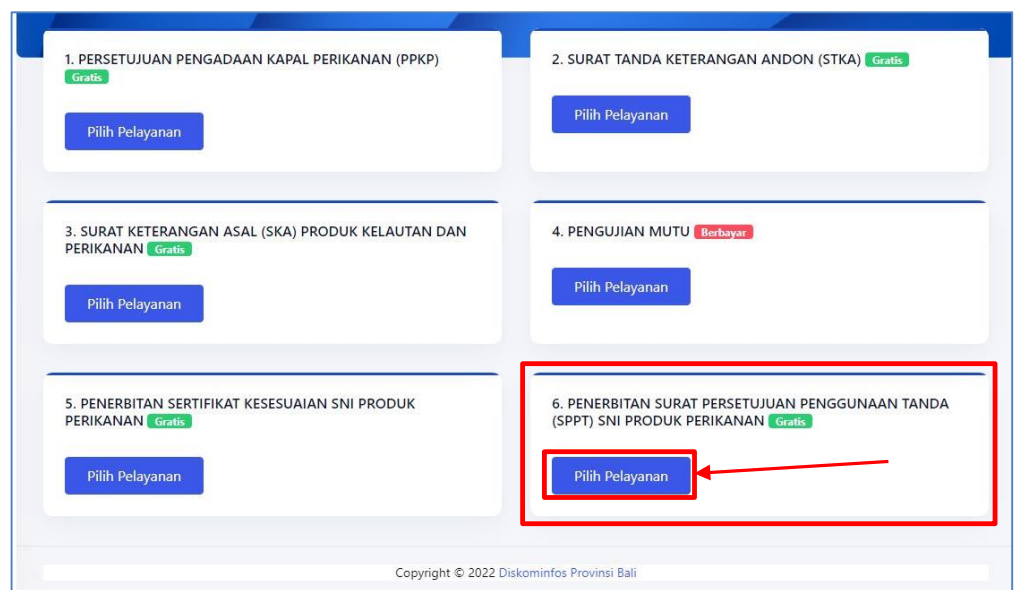 1. PERSETUJUAN PENGADAAN KAPAL PERIKANAN (PPKP)
Gratis
Pilih Pelayanan
2. SURAT TANDA KETERANGAN ANDON (STKA) Gratis
Pilih Pelayanan
3. SURAT KETERANGAN ASAL (SKA) PRODUK KELAUTAN DAN
PERIKANAN Gratis
Pilih Pelayanan
4. PENGUJIAN MUTU Berbayar
Pilih Pelayanan
5. PENERBITAN SERTIFIKAT KESESUAIAN SNI PRODUK
PERIKANAN Gratis
Pilih Pelayanan
6. PENERBITAN SURAT PERSETUJUAN PENGGUNAAN TANDA
(SPPT) SNI PRODUK PERIKANAN Gratis
Pilih Pelayanan
Copyright © 2022 Diskominfos Provinsi Bali